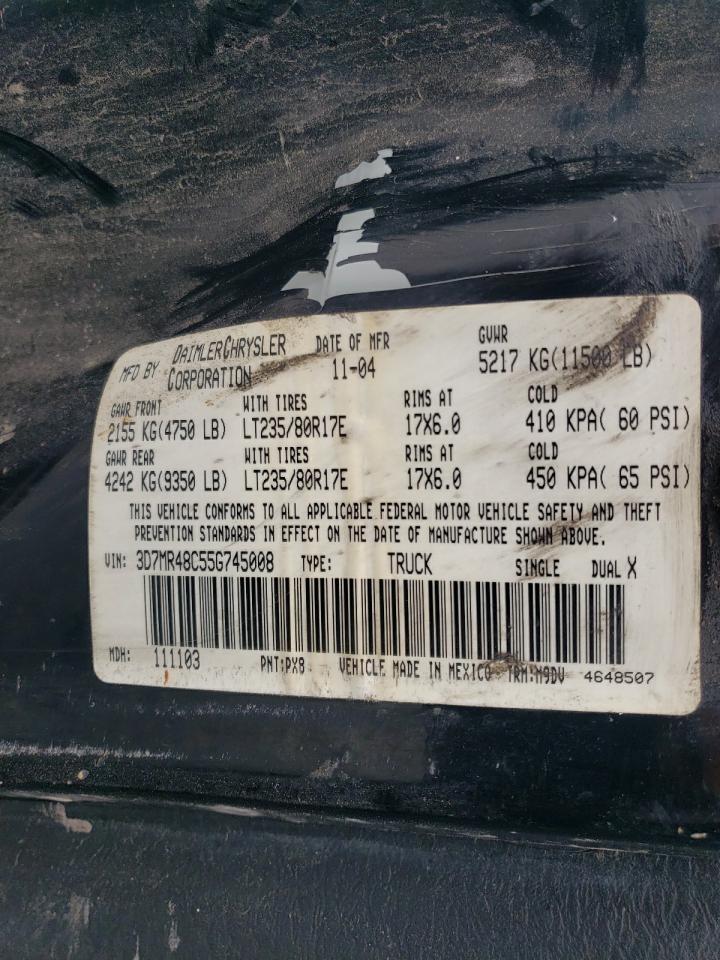 MFD BY DAIMLERCHRYSLER CORPORATION
DATE OF MFR 11-04
GVWR 5217 KG(11500 LB)
GAWR FRONT WITH TIRES RIMS AT COLD
2155 KG(4750 LB) LT235/80R17E 17X6.0 410 KPA( 60 PSI)
GAWR REAR WITH TIRES RIMS AT COLD
4242 KG(9350 LB) LT235/80R17E 17X6.0 450 KPA( 65 PSI)
THIS VEHICLE CONFORMS TO ALL APPLICABLE FEDERAL MOTOR VEHICLE SAFETY AND THEFT
PREVENTION STANDARDS IN EFFECT ON THE DATE OF MANUFACTURE SHOWN ABOVE.
VIN: 3D7MR48C55G745008 TYPE: TRUCK SINGLE DUAL X
MDH: 111103 PNT:PX8 VEHICLE MADE IN MEXICO TRM:M9DV 4648507